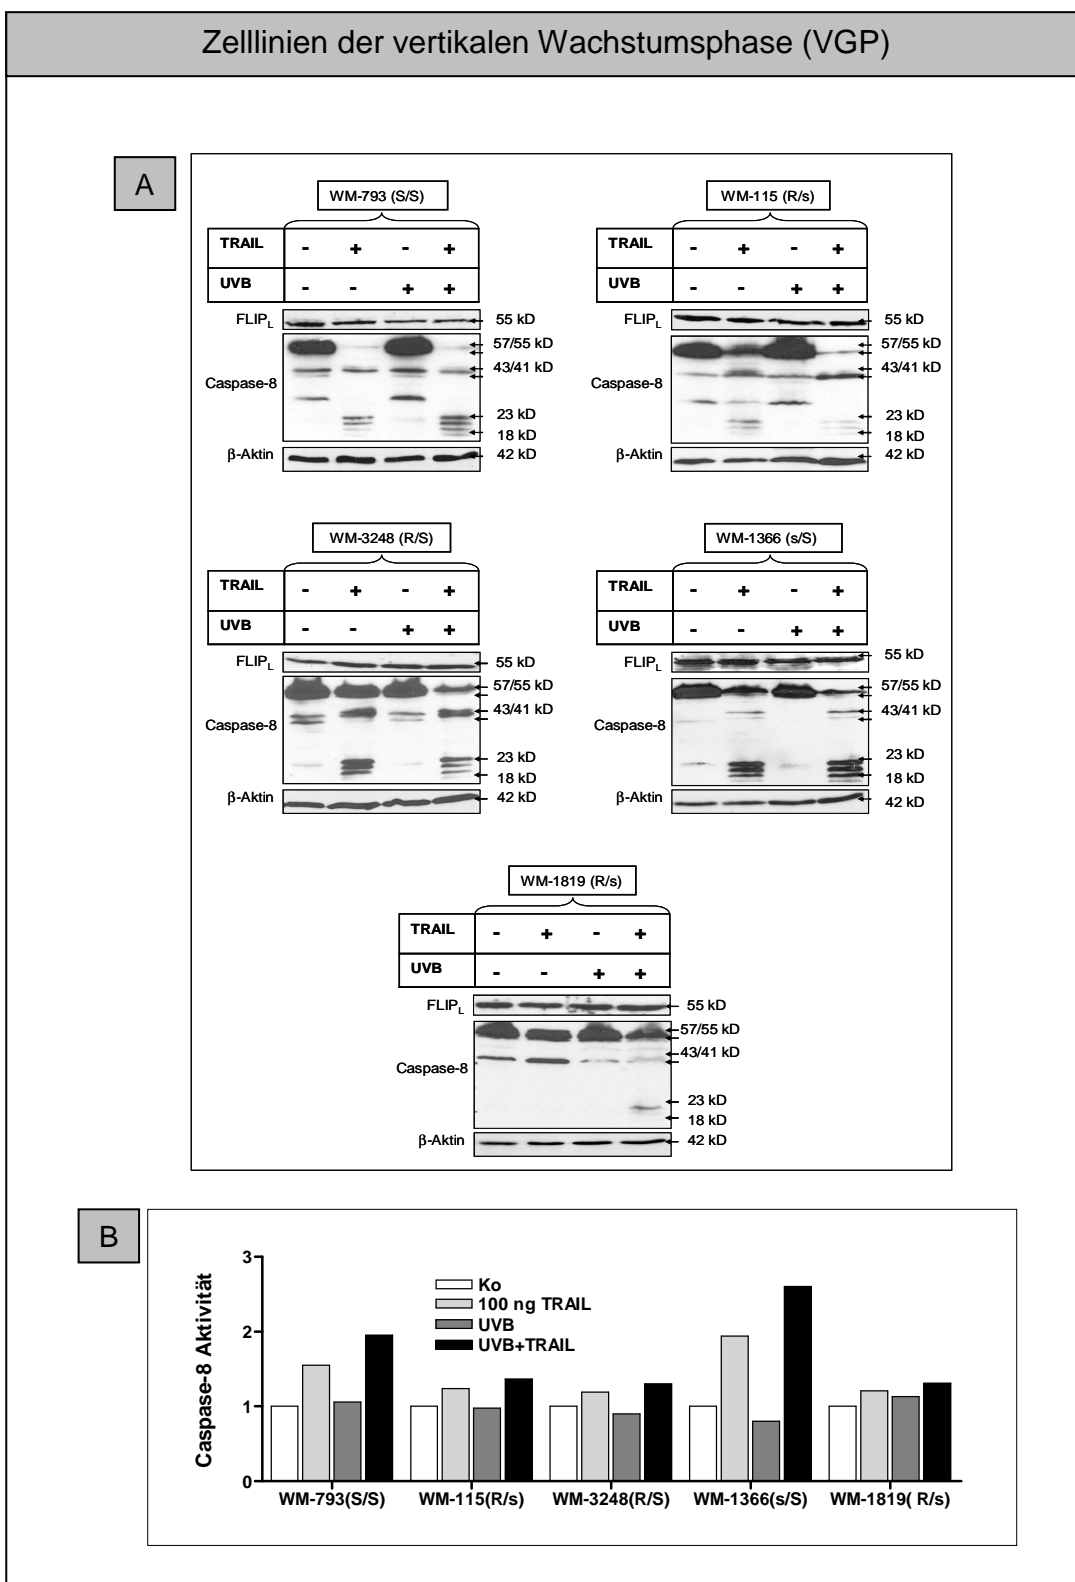 Zelllinien der vertikalen Wachstumsphase (VGP)
A
WM-793 (S/S)
TRAIL - + - +
UVB - - + +
FLIPL 55 kD
57/55 kD
43/41 kD
Caspase-8
23 kD
18 kD
β-Aktin 42 kD
WM-115 (R/s)
TRAIL - + - +
UVB - - + +
FLIPL 55 kD
57/55 kD
43/41 kD
Caspase-8
23 kD
18 kD
β-Aktin 42 kD
WM-3248 (R/S)
TRAIL - + - +
UVB - - + +
FLIPL 55 kD
57/55 kD
43/41 kD
Caspase-8
23 kD
18 kD
β-Aktin 42 kD
WM-1366 (s/S)
TRAIL - + - +
UVB - - + +
FLIPL 55 kD
57/55 kD
43/41 kD
Caspase-8
23 kD
18 kD
β-Aktin 42 kD
WM-1819 (R/s)
TRAIL - + - +
UVB - - + +
FLIPL 55 kD
57/55 kD
43/41 kD
Caspase-8
23 kD
18 kD
β-Aktin 42 kD
B
Caspase-8 Aktivität
3
2
1
0
Ko
100 ng TRAIL
UVB
UVB+TRAIL
WM-793(S/S) WM-115(R/s) WM-3248(R/S) WM-1366(s/S) WM-1819( R/s)